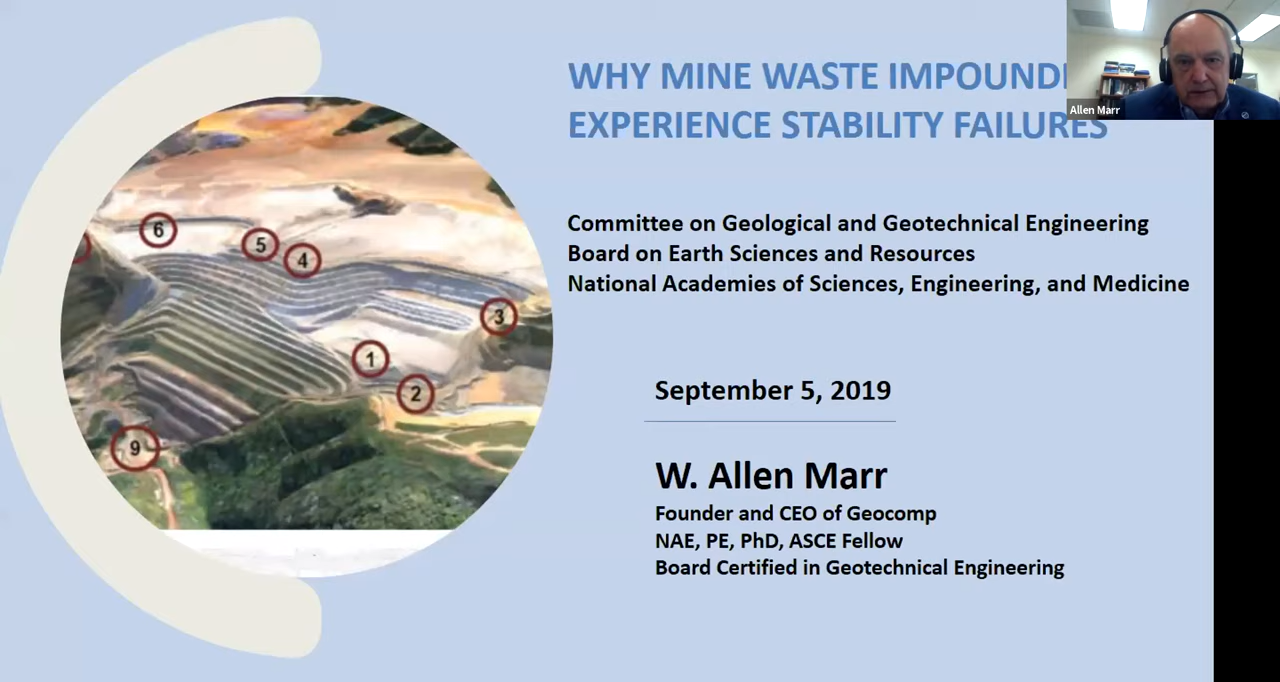 WHY MINE WASTE
EXPERIENCE STABILITY FAILURES
Allen Marr
Committee on Geological and Geotechnical Engineering
Board on Earth Sciences and Resources
National Academies of Sciences, Engineering, and Medicine
6
5
4
3
1
2
9
September 5, 2019
W. Allen Marr
Founder and CEO of Geocomp
NAE, PE, PhD, ASCE Fellow
Board Certified in Geotechnical Engineering